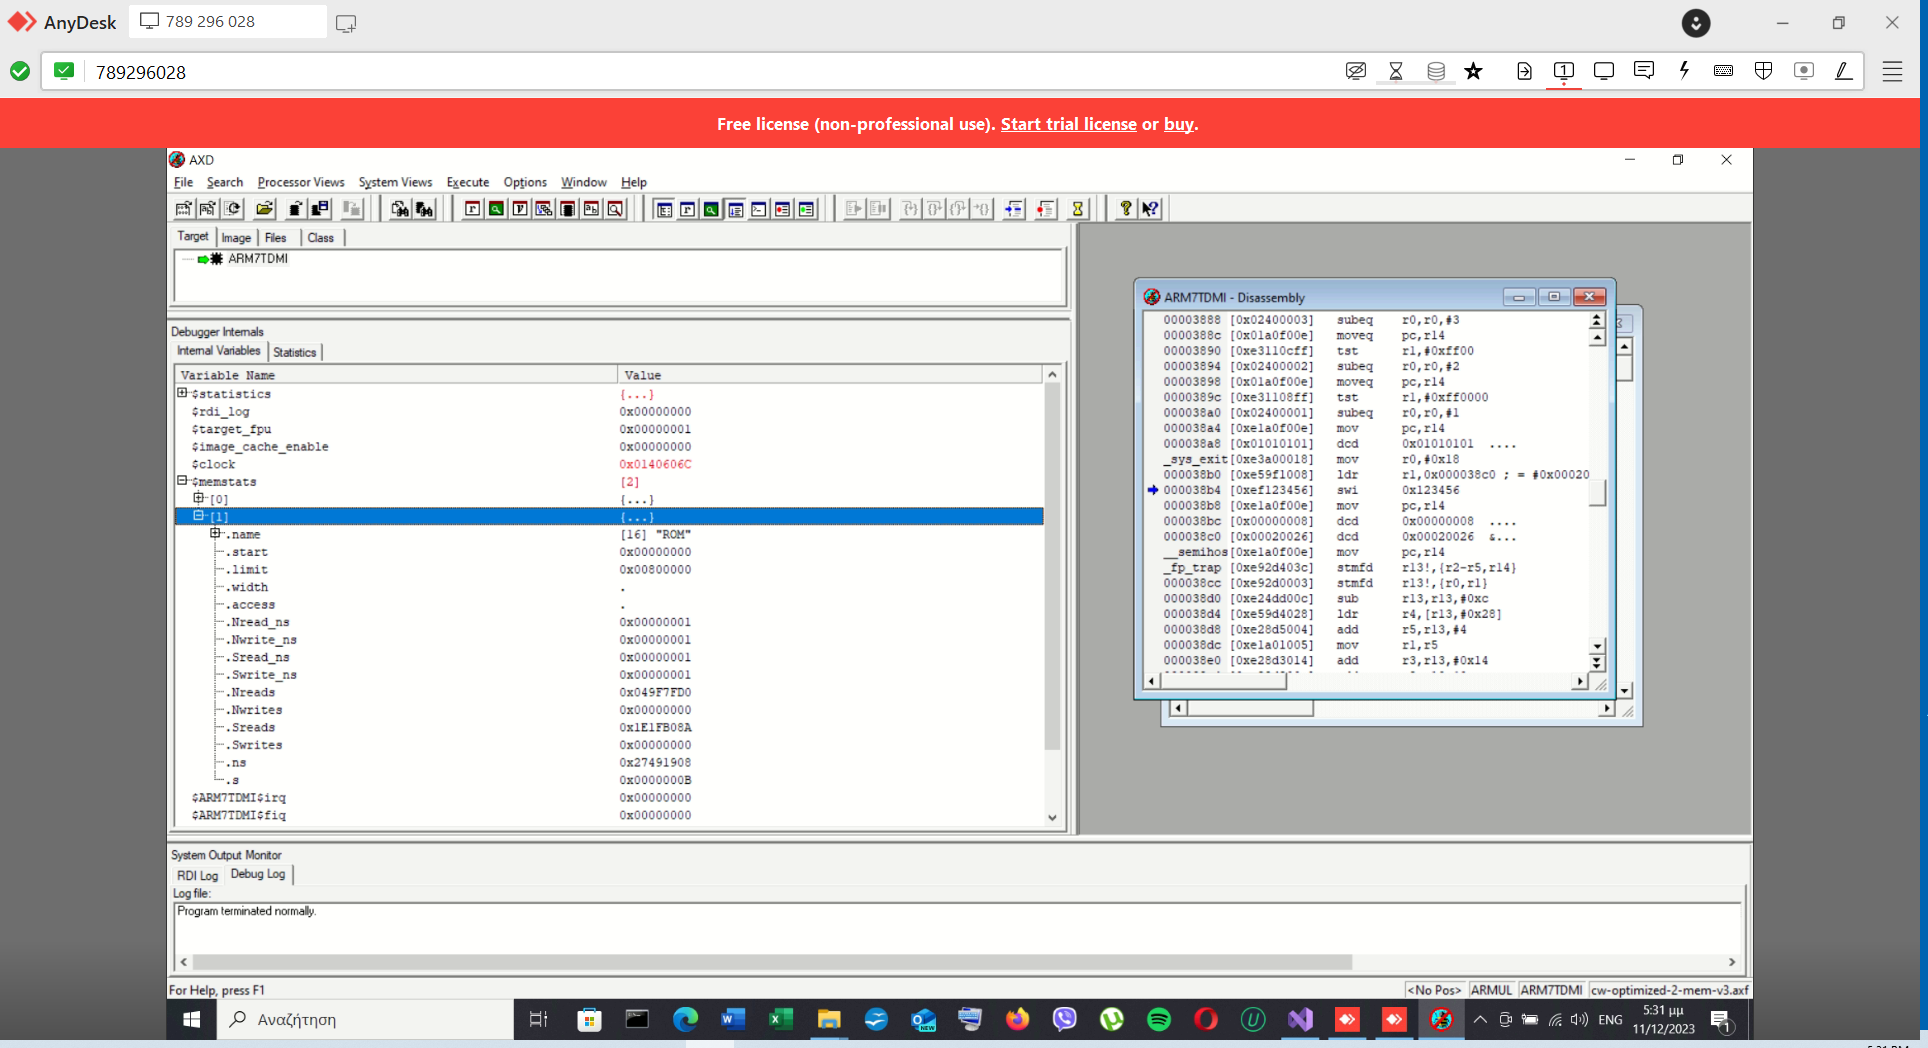 AnyDesk
789 296 028
789296028
1
Free license (non-professional use). Start trial license or buy.
AXD
File Search Processor Views System Views Execute Options Window Help
Target Image Files Class
ARM7TDMI
Debugger Internals
Internal Variables Statistics
Variable Name Value
$statistics {...}
$rdi_log 0x00000000
$target_fpu 0x00000001
$image_cache_enable 0x00000000
$clock 0x0140606C
$memstats [2]
[0] {...}
[1] {...}
.name [16] "ROM"
.start 0x00000000
.limit 0x00800000
.width .
.access .
.Nread_ns 0x00000001
.Nwrite_ns 0x00000001
.Sread_ns 0x00000001
.Swrite_ns 0x00000001
.Nreads 0x049F7FD0
.Nwrites 0x00000000
.Sreads 0x1E1FB08A
.Swrites 0x00000000
.ns 0x27491908
.s 0x0000000B
$ARM7TDMI$irq 0x00000000
$ARM7TDMI$fiq 0x00000000
ARM7TDMI - Disassembly
00003888 [0x02400003] subeq r0,r0,#3
0000388c [0x01a0f00e] moveq pc,r14
00003890 [0xe3110cff] tst r1,#0xff00
00003894 [0x02400002] subeq r0,r0,#2
00003898 [0x01a0f00e] moveq pc,r14
0000389c [0xe31108ff] tst r1,#0xff0000
000038a0 [0x02400001] subeq r0,r0,#1
000038a4 [0xe1a0f00e] mov pc,r14
000038a8 [0x01010101] dcd 0x01010101 ....
_sys_exit[0xe3a00018] mov r0,#0x18
000038b0 [0xe59f1008] ldr r1,0x000038c0 ; = #0x00020
000038b4 [0xef123456] swi 0x123456
000038b8 [0xe1a0f00e] mov pc,r14
000038bc [0x00000008] dcd 0x00000008 ....
000038c0 [0x00020026] dcd 0x00020026 &...
__semihos[0xe1a0f00e] mov pc,r14
_fp_trap [0xe92d403c] stmfd r13!,{r2-r5,r14}
000038cc [0xe92d0003] stmfd r13!,{r0,r1}
000038d0 [0xe24dd00c] sub r13,r13,#0xc
000038d4 [0xe59d4028] ldr r4,[r13,#0x28]
000038d8 [0xe28d5004] add r5,r13,#4
000038dc [0xe1a01005] mov r1,r5
000038e0 [0xe28d3014] add r3,r13,#0x14
System Output Monitor
RDI Log Debug Log
Log file:
Program terminated normally.
For Help, press F1
<No Pos> ARMUL ARM7TDMI cw-optimized-2-mem-v3.axf
Αναζήτηση
ENG
5:31 μμ
11/12/2023
1